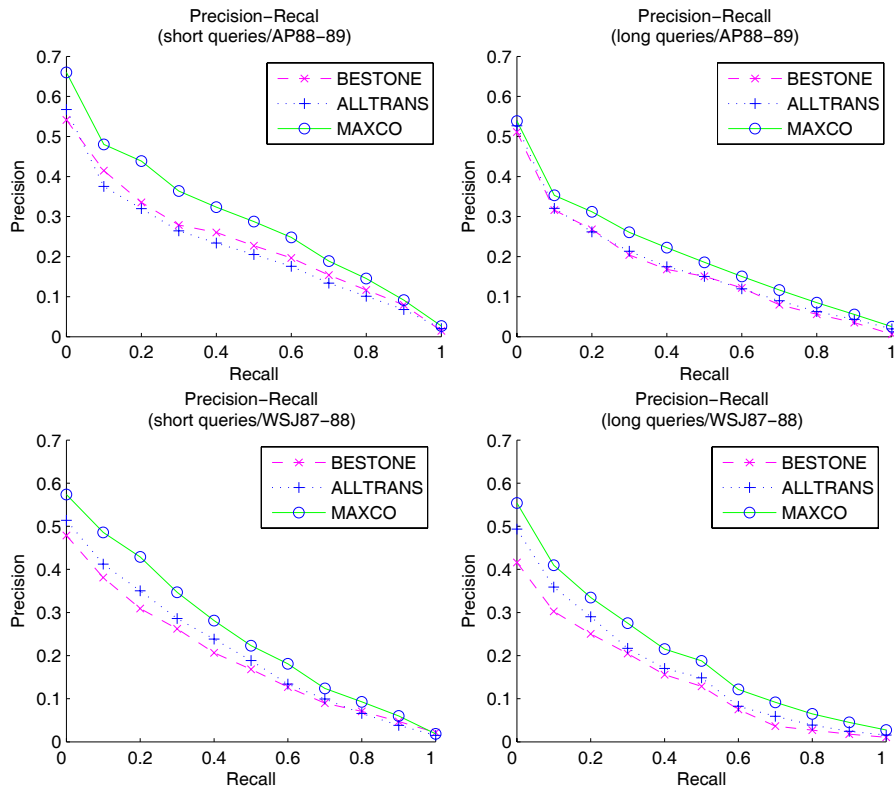 Precision-Recal
(short queries/AP88-89)
0.7
0.6
0.5
0.4
0.3
0.2
0.1
0
Precision
BESTONE
ALLTRANS
MAXCO
0
0.2
0.4
0.6
0.8
1
Recall
Precision-Recall
(long queries/AP88-89)
0.7
0.6
0.5
0.4
0.3
0.2
0.1
0
Precision
BESTONE
ALLTRANS
MAXCO
0
0.2
0.4
0.6
0.8
1
Recall
Precision-Recall
(short queries/WSJ87-88)
0.7
0.6
0.5
0.4
0.3
0.2
0.1
0
Precision
BESTONE
ALLTRANS
MAXCO
0
0.2
0.4
0.6
0.8
1
Recall
Precision-Recall
(long queries/WSJ87-88)
0.7
0.6
0.5
0.4
0.3
0.2
0.1
0
Precision
BESTONE
ALLTRANS
MAXCO
0
0.2
0.4
0.6
0.8
1
Recall